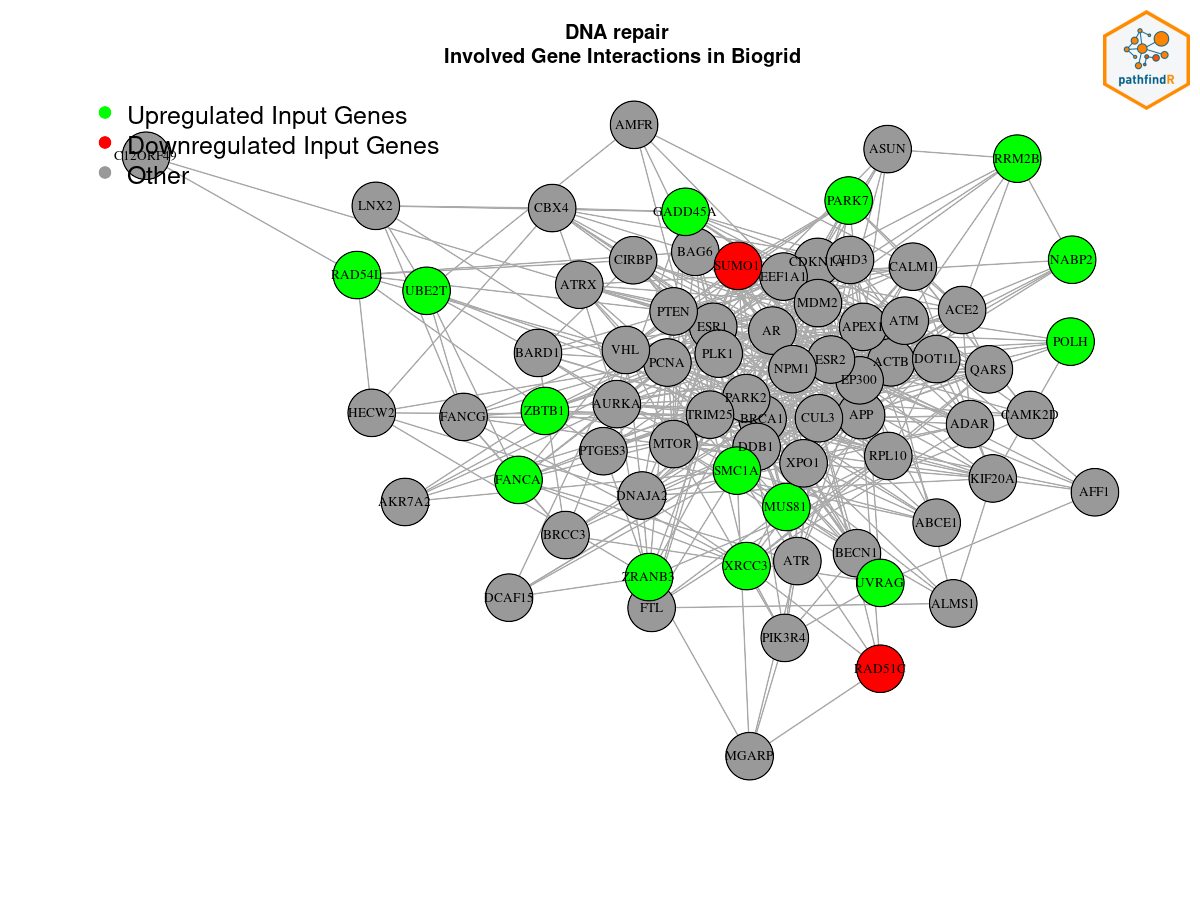 DNA repair
Involved Gene Interactions in Biogrid
pathfindR
Upregulated Input Genes
Downregulated Input Genes
Other
C12ORF49
AMFR
ASUN
RRM2B
LNX2
CBX4
GADD45A
PARK7
RAD54L
UBE2T
ATRX
CIRBP
BAG6
SUMO1
EEF1A1
CDKN1A
CHD3
CALM1
NABP2
PTEN
ESR1
AR
MDM2
APEX1
ATM
ACE2
POLH
BARD1
VHL
PCNA
PLK1
NPM1
ESR2
EP300
ACTB
DOT1L
QARS
HECW2
FANCG
ZBTB1
AURKA
TRIM25
PARK2
BRCA1
CUL3
APP
ADAR
CAMK2D
PTGES3
MTOR
DDB1
XPO1
RPL10
AKR7A2
FANCA
DNAJA2
SMC1A
MUS81
KIF20A
AFF1
BRCC3
ABCE1
DCAF15
ZRANB3
FTL
XRCC3
ATR
BECN1
UVRAG
ALMS1
PIK3R4
RAD51C
MGARP